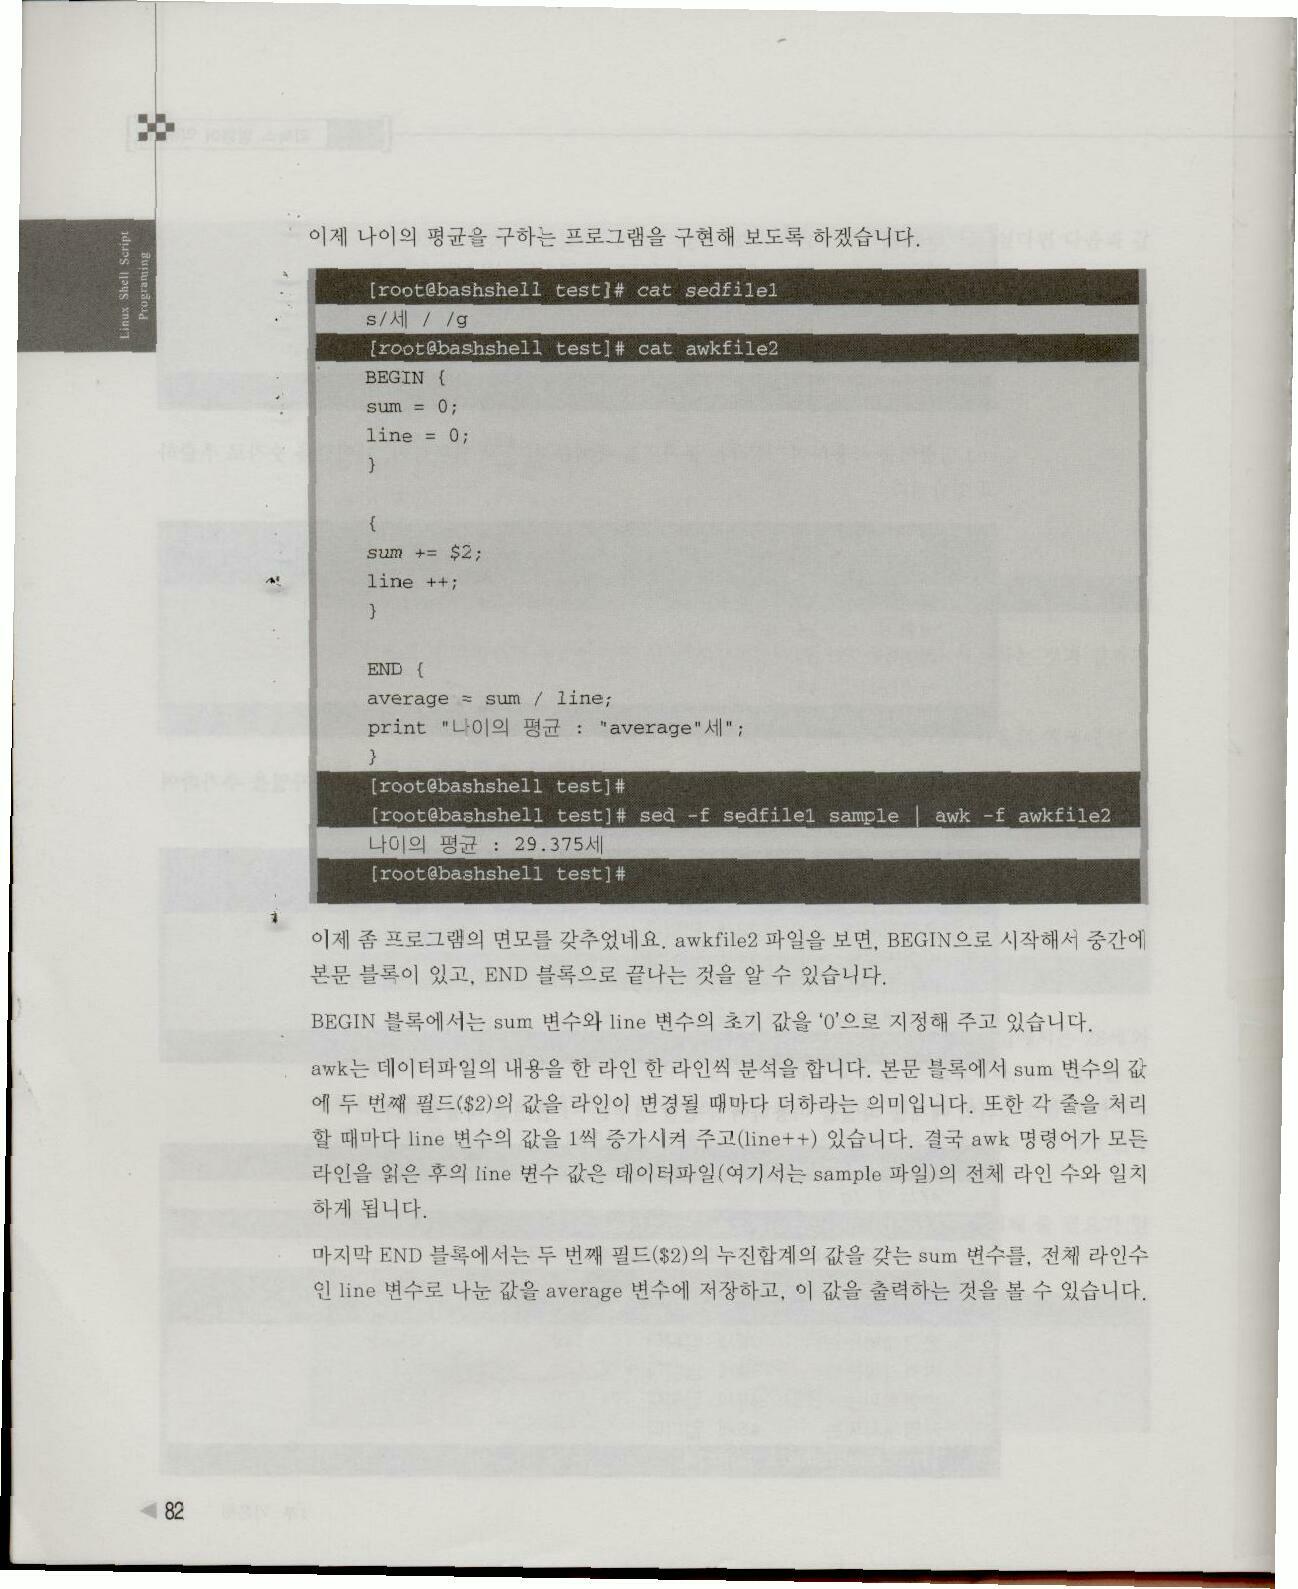 Linux Shell Script
Programing
이제 나이의 평균을 구하는 프로그램을 구현해 보도록 하겠습니다.
[root@bashshell test]# cat sedfile1
s/세 / /g
[root@bashshell test]# cat awkfile2
BEGIN {
sum = 0;
line = 0;
}
{
sum += $2;
line ++;
}
END {
average = sum / line;
print "나이의 평균 : "average"세";
}
[root@bashshell test]#
[root@bashshell test]# sed -f sedfile1 sample | awk -f awkfile2
나이의 평균 : 29.375세
[root@bashshell test]#
이제 좀 프로그램의 면모를 갖추었네요. awkfile2 파일을 보면, BEGIN으로 시작해서 중간에
본문 블록이 있고, END 블록으로 끝나는 것을 알 수 있습니다.
BEGIN 블록에서는 sum 변수와 line 변수의 초기 값을 '0'으로 지정해 주고 있습니다.
awk는 데이터파일의 내용을 한 라인 한 라인씩 분석을 합니다. 본문 블록에서 sum 변수의 값
에 두 번째 필드($2)의 값을 라인이 변경될 때마다 더하라는 의미입니다. 또한 각 줄을 처리
할 때마다 line 변수의 값을 1씩 증가시켜 주고(line++) 있습니다. 결국 awk 명령어가 모든
라인을 읽은 후의 line 변수 값은 데이터파일(여기서는 sample 파일)의 전체 라인 수와 일치
하게 됩니다.
마지막 END 블록에서는 두 번째 필드($2)의 누진합계의 값을 갖는 sum 변수를, 전체 라인수
인 line 변수로 나눈 값을 average 변수에 저장하고, 이 값을 출력하는 것을 볼 수 있습니다.
82